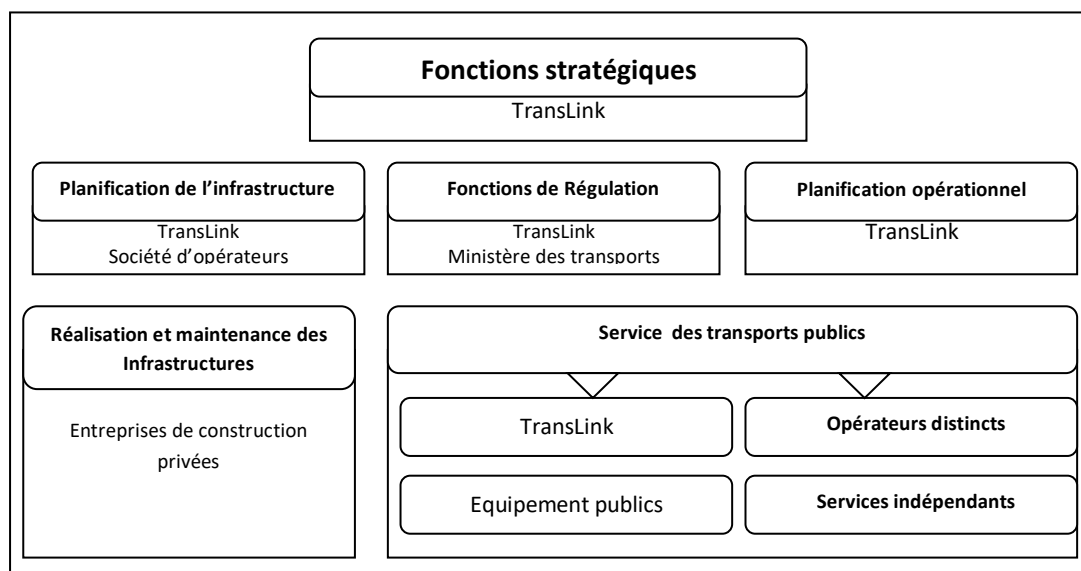 Fonctions stratégiques
TransLink
Planification de l’infrastructure
TransLink
Société d’opérateurs
Fonctions de Régulation
TransLink
Ministère des transports
Planification opérationnel
TransLink
Réalisation et maintenance des
Infrastructures
Entreprises de construction
privées
Service des transports publics
TransLink
Opérateurs distincts
Equipement publics
Services indépendants